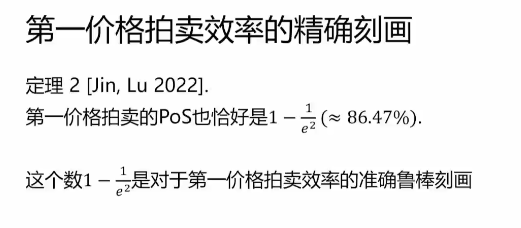 第一价格拍卖效率的精确刻画
定理 2 [Jin, Lu 2022].
第一价格拍卖的PoS也恰好是1 − 1/e² (≈ 86.47%).
这个数1 − 1/e²是对于第一价格拍卖效率的准确鲁棒刻画